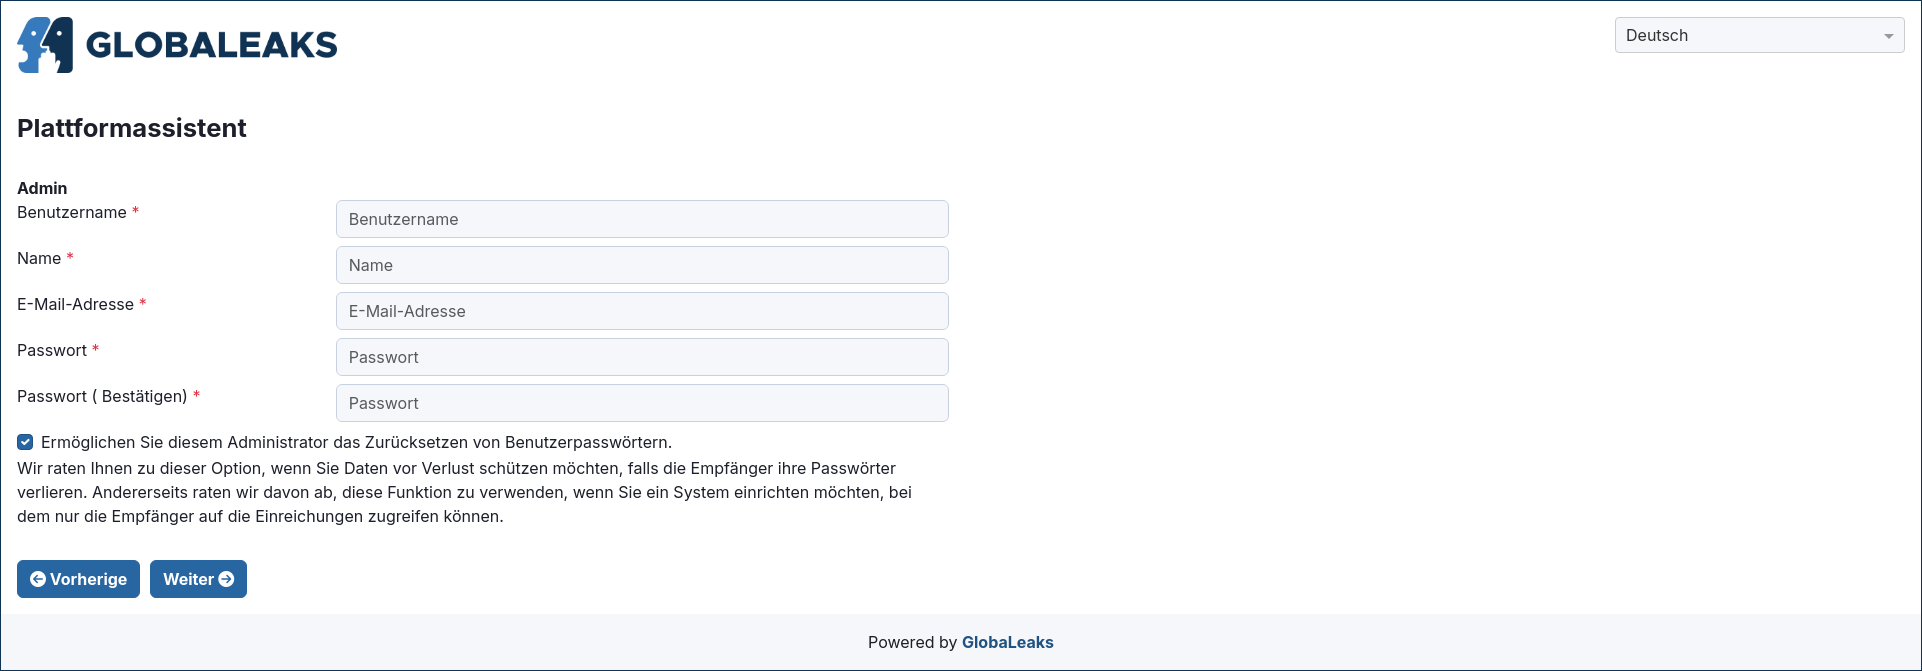 GLOBALEAKS
Deutsch
Plattformassistent
Admin
Benutzername *
Benutzername
Name *
Name
E-Mail-Adresse *
E-Mail-Adresse
Passwort *
Passwort
Passwort ( Bestätigen) *
Passwort
Ermöglichen Sie diesem Administrator das Zurücksetzen von Benutzerpasswörtern.
Wir raten Ihnen zu dieser Option, wenn Sie Daten vor Verlust schützen möchten, falls die Empfänger ihre Passwörter
verlieren. Andererseits raten wir davon ab, diese Funktion zu verwenden, wenn Sie ein System einrichten möchten, bei
dem nur die Empfänger auf die Einreichungen zugreifen können.
Vorherige
Weiter
Powered by GlobaLeaks